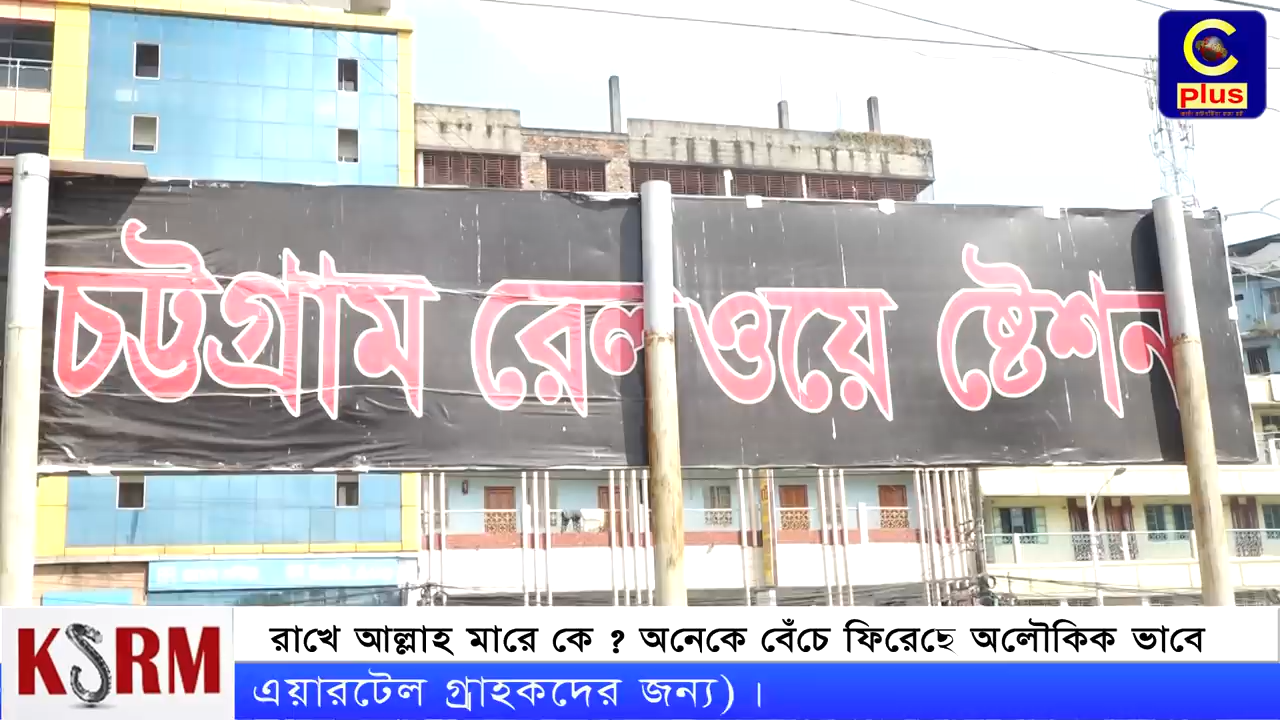 C
plus
চট্টগ্রাম রেলওয়ে ষ্টেশন
KSRM
রাখে আল্লাহ মারে কে ? অনেকে বেঁচে ফিরেছে অলৌকিক ভাবে
এয়ারটেল গ্রাহকদের জন্য) ।